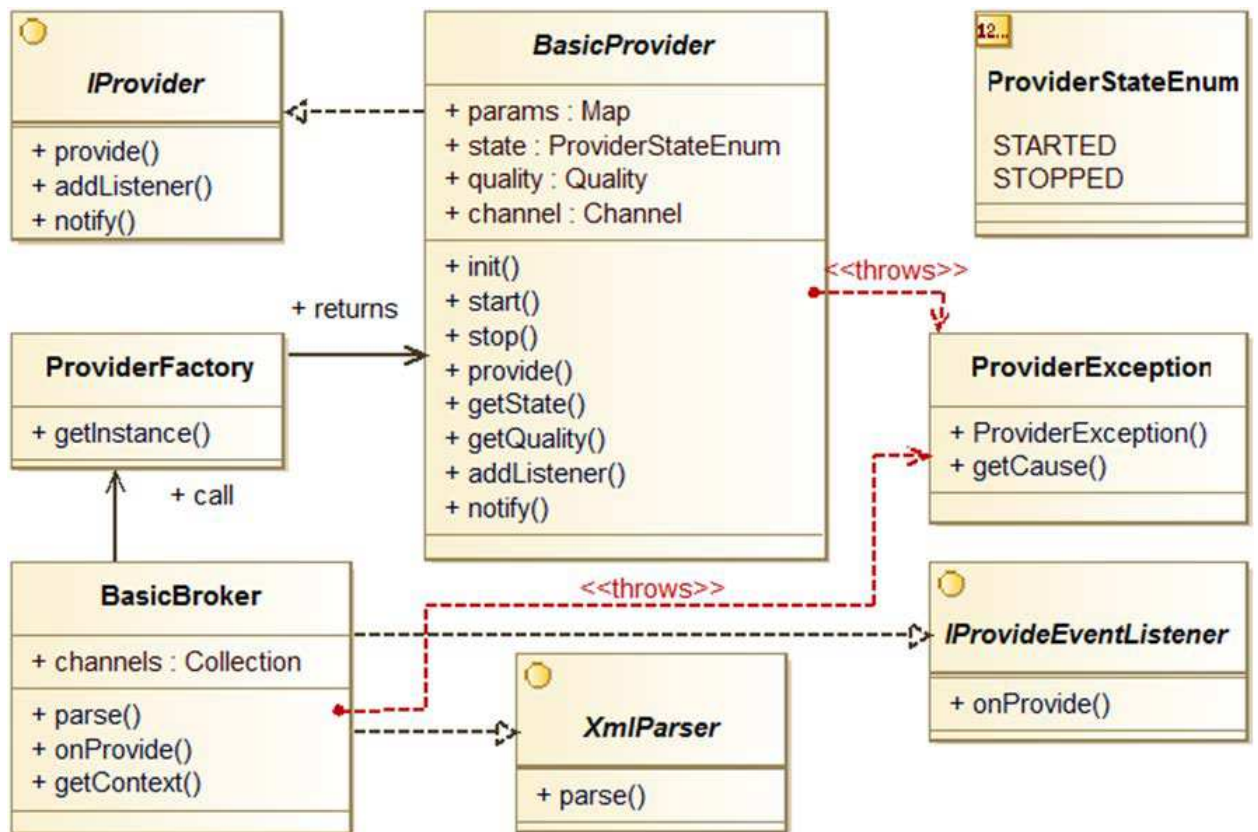 IProvider
+ provide()
+ addListener()
+ notify()
BasicProvider
+ params : Map
+ state : ProviderStateEnum
+ quality : Quality
+ channel : Channel
+ init()
+ start()
+ stop()
+ provide()
+ getState()
+ getQuality()
+ addListener()
+ notify()
12...
ProviderStateEnum
STARTED
STOPPED
<<throws>>
+ returns
ProviderFactory
+ getInstance()
ProviderException
+ ProviderException()
+ getCause()
+ call
BasicBroker
+ channels : Collection
+ parse()
+ onProvide()
+ getContext()
<<throws>>
IProvideEventListener
+ onProvide()
XmlParser
+ parse()